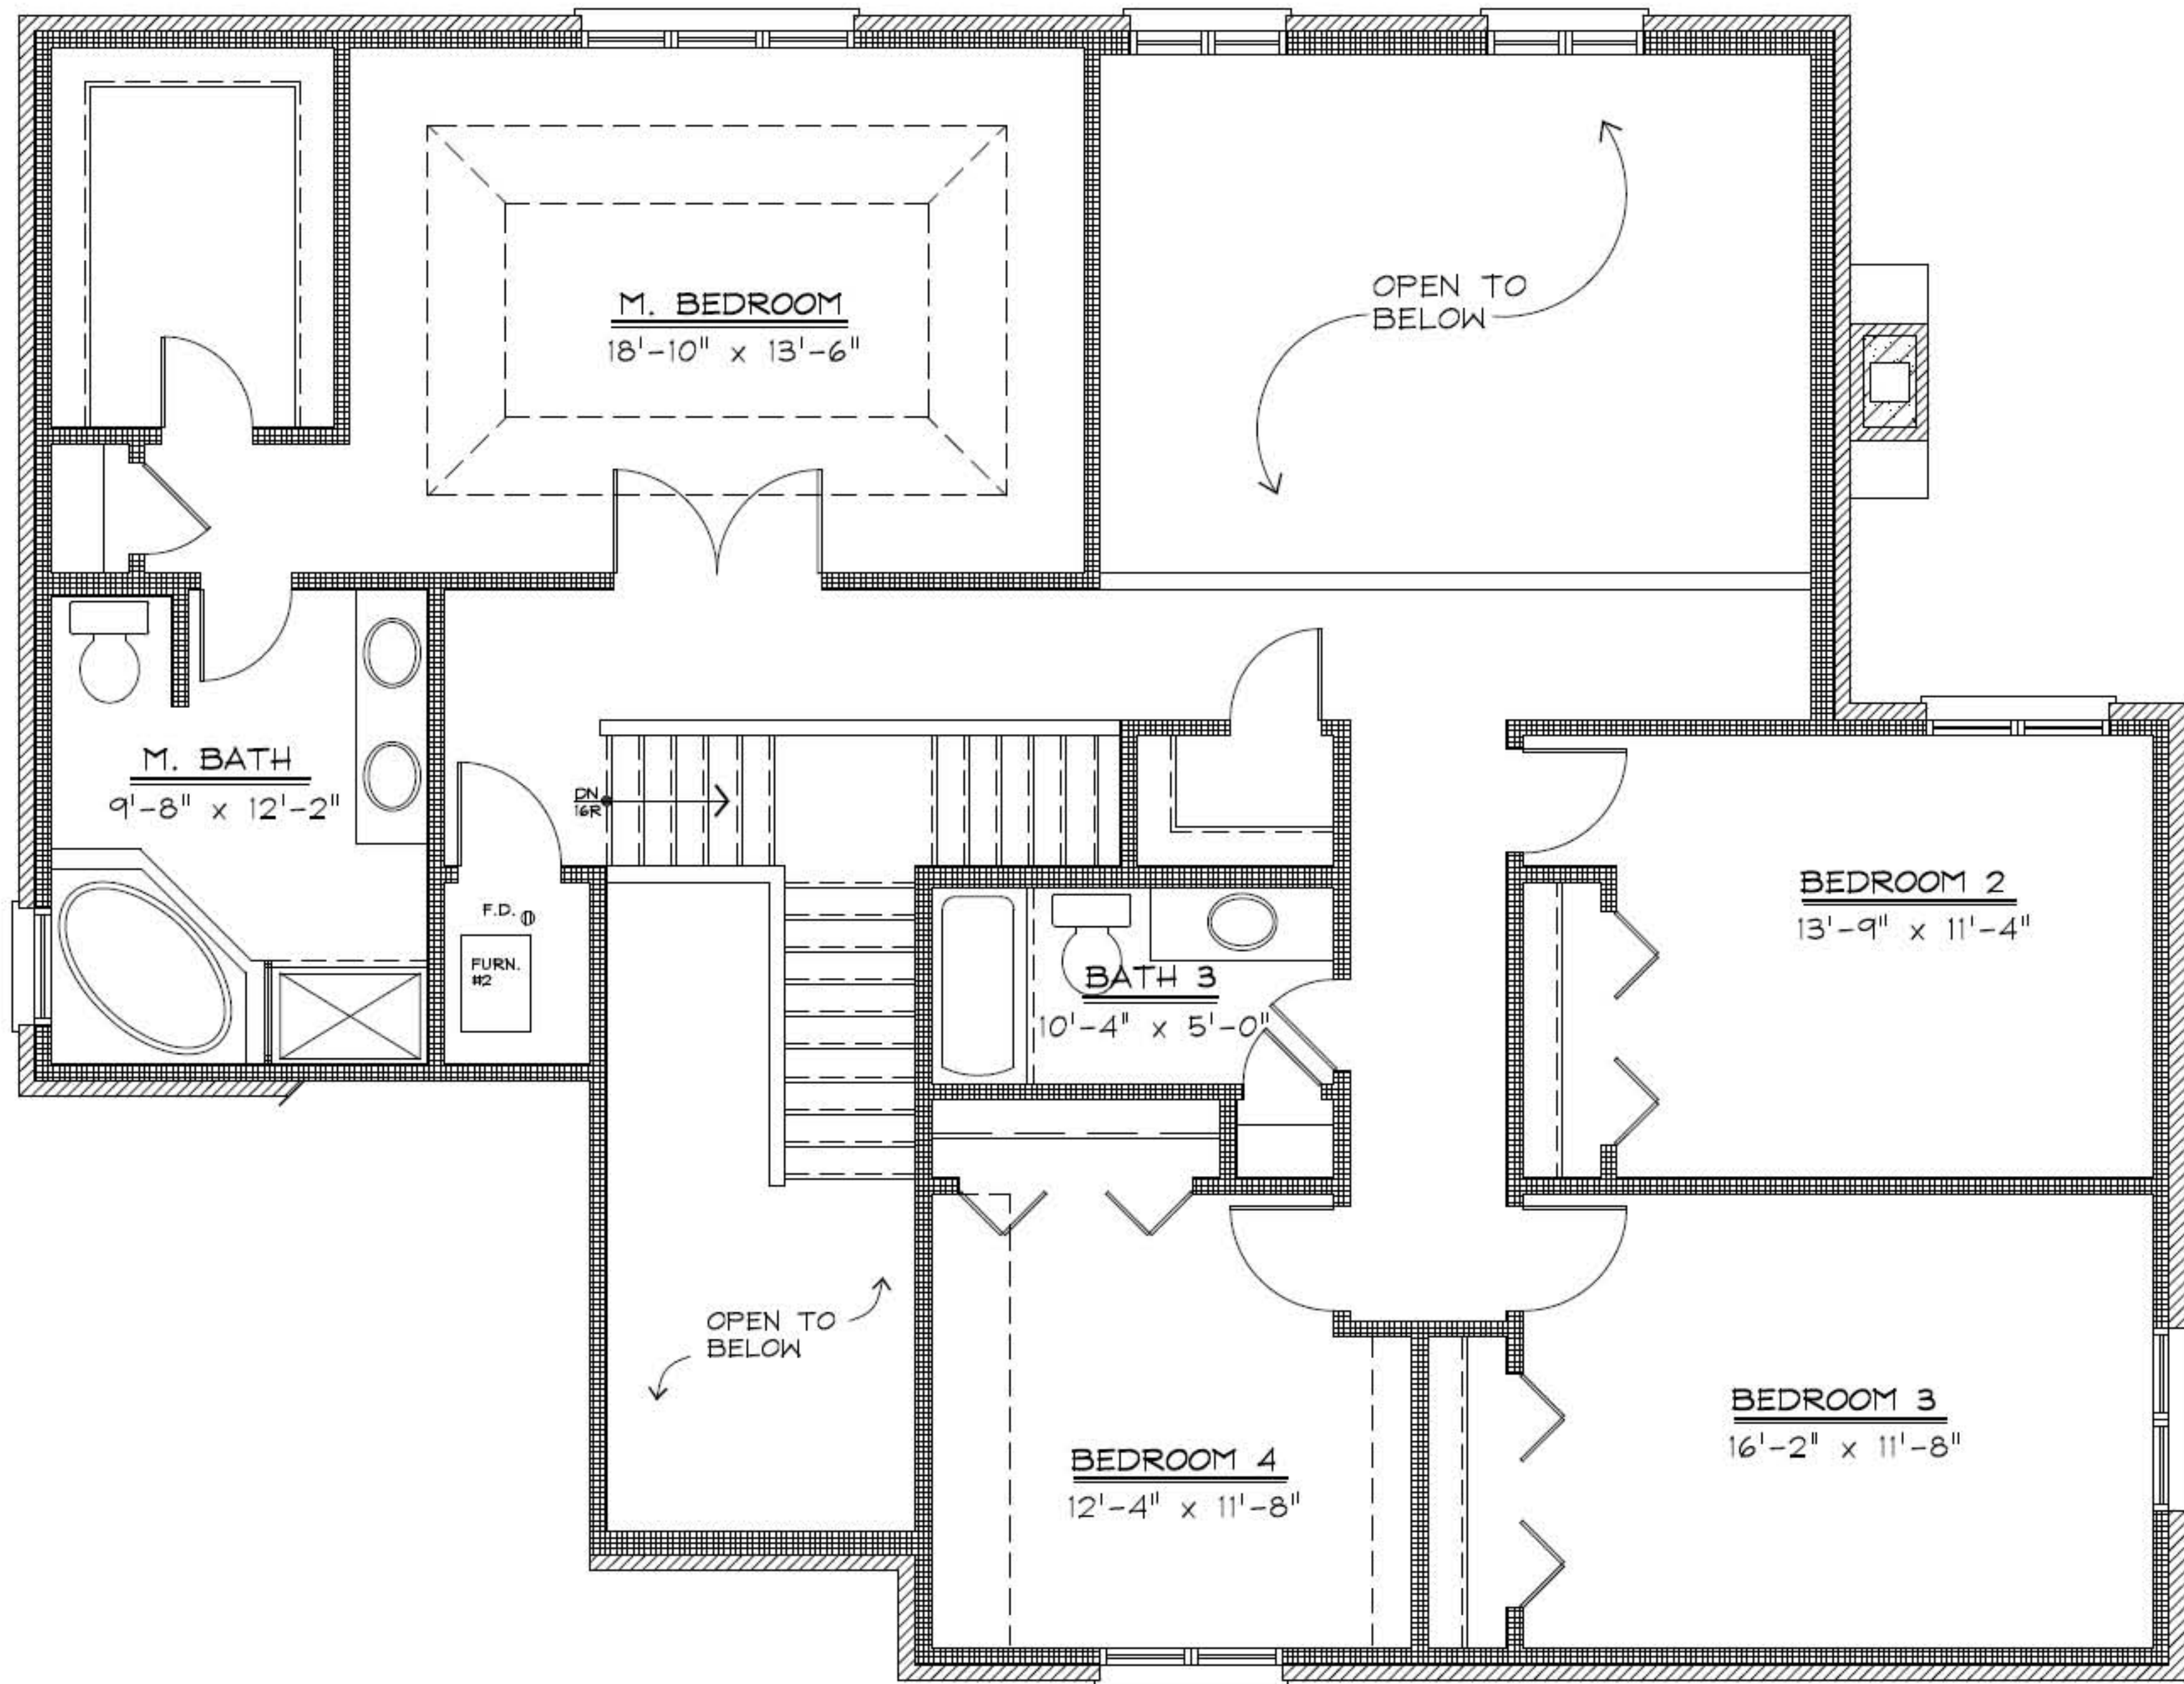 M. BEDROOM
18'-10" x 13'-6"
OPEN TO
BELOW
M. BATH
9'-8" x 12'-2"
DN
16R
F.D.
FURN.
#2
BATH 3
10'-4" x 5'-0"
BEDROOM 2
13'-9" x 11'-4"
OPEN TO
BELOW
BEDROOM 4
12'-4" x 11'-8"
BEDROOM 3
16'-2" x 11'-8"